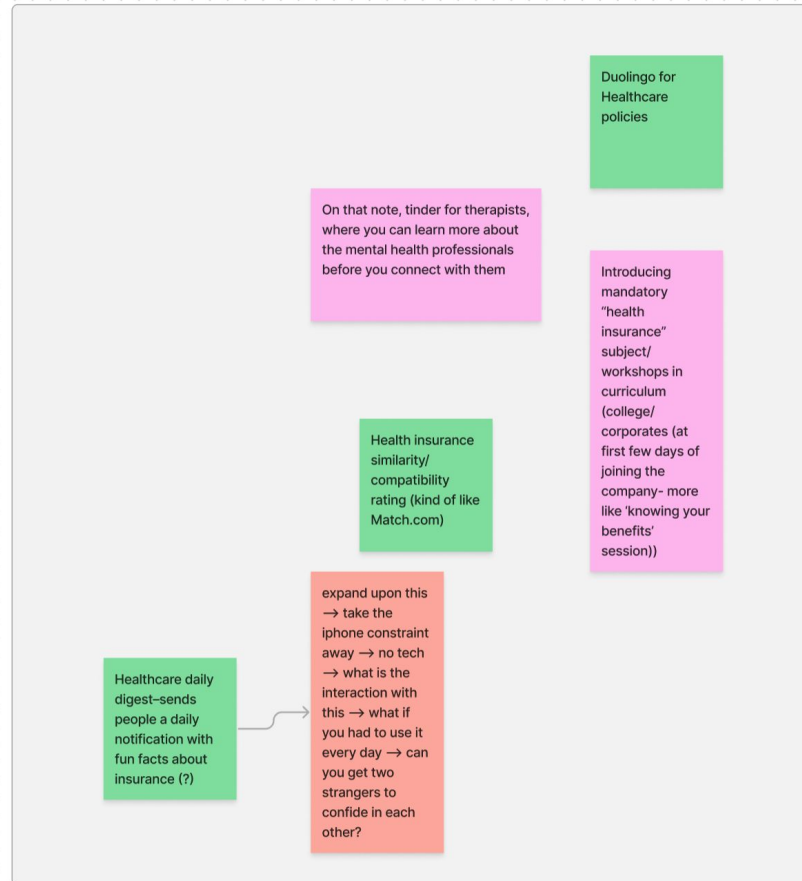 Duolingo for
Healthcare
policies
On that note, tinder for therapists,
where you can learn more about
the mental health professionals
before you connect with them
Introducing
mandatory
“health
insurance”
subject/
workshops in
curriculum
(college/
corporates (at
first few days of
joining the
company- more
like ‘knowing your
benefits’
session))
Health insurance
similarity/
compatibility
rating (kind of like
Match.com)
expand upon this
→ take the
iphone constraint
away → no tech
→ what is the
interaction with
this → what if
you had to use it
every day → can
you get two
strangers to
confide in each
other?
Healthcare daily
digest–sends
people a daily
notification with
fun facts about
insurance (?)